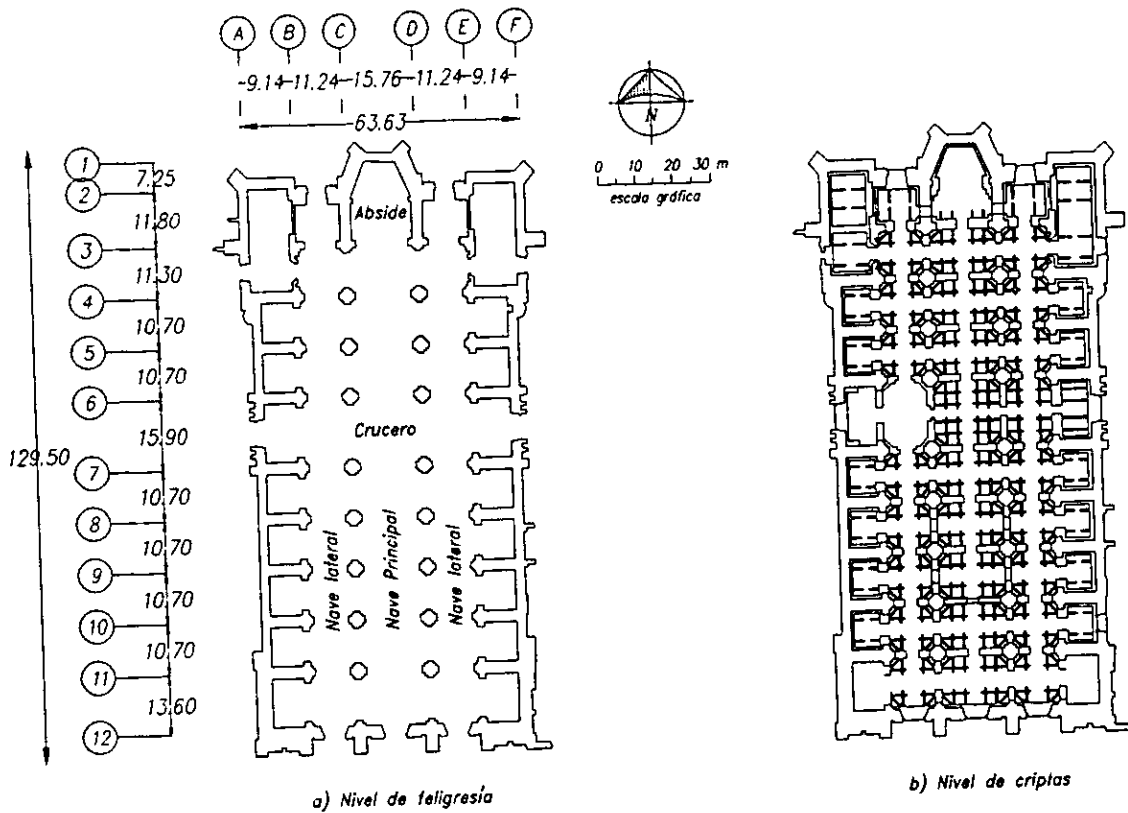 A B C D E F
9.14 11.24 15.76 11.24 9.14
63.63
N
0 10 20 30 m
escala gráfica
1
7.25
2
11.80
3
11.30
4
10.70
5
10.70
6
15.90
7
10.70
8
10.70
9
10.70
10
10.70
11
13.60
12
129.50
Abside
Crucero
Nave lateral
Nave Principal
Nave lateral
a) Nivel de feligresía
b) Nivel de criptas